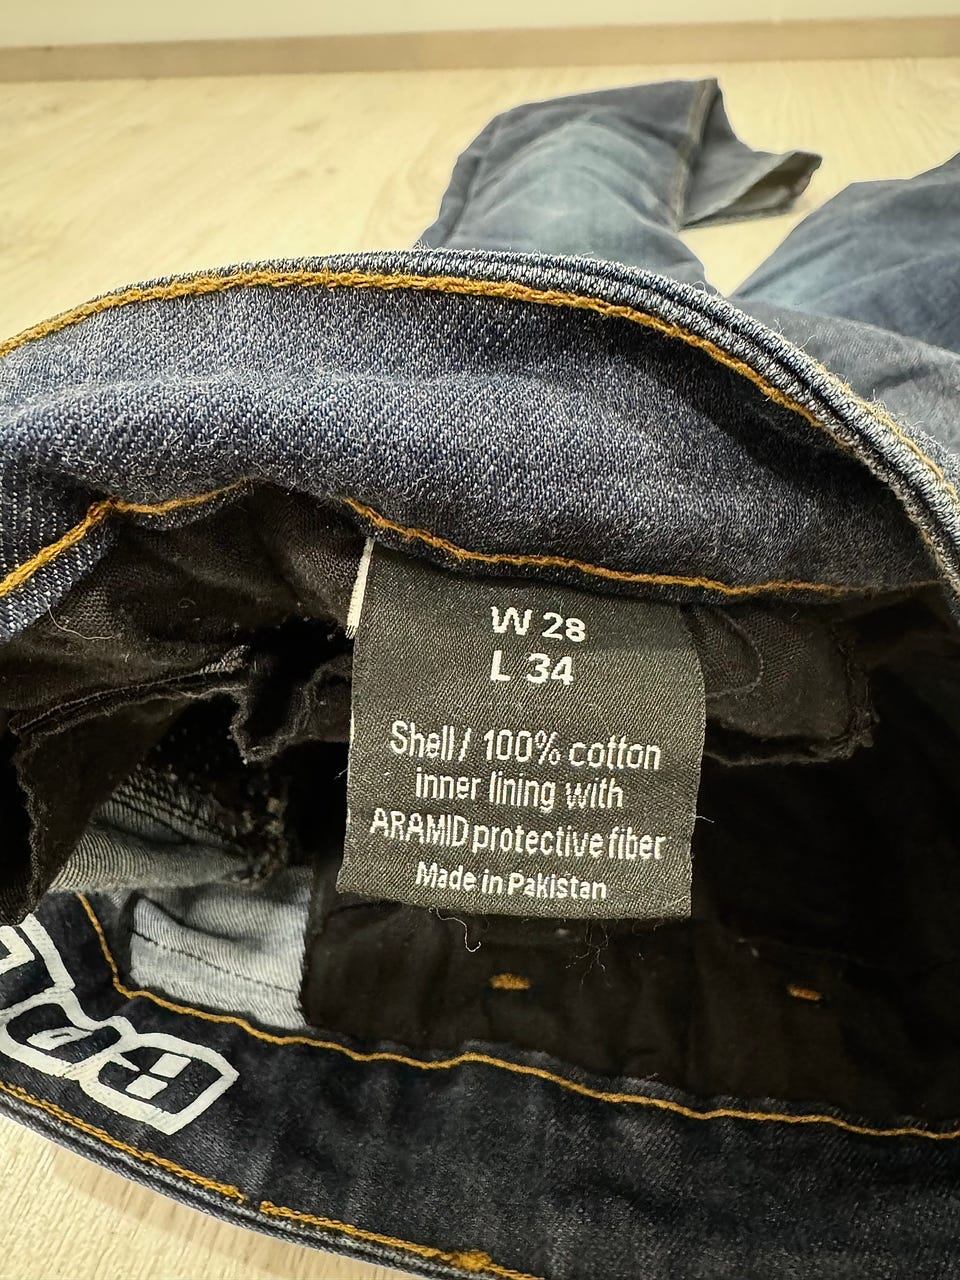 W 28
L 34
Shell / 100% cotton
inner lining with
ARAMID protective fiber
Made in Pakistan